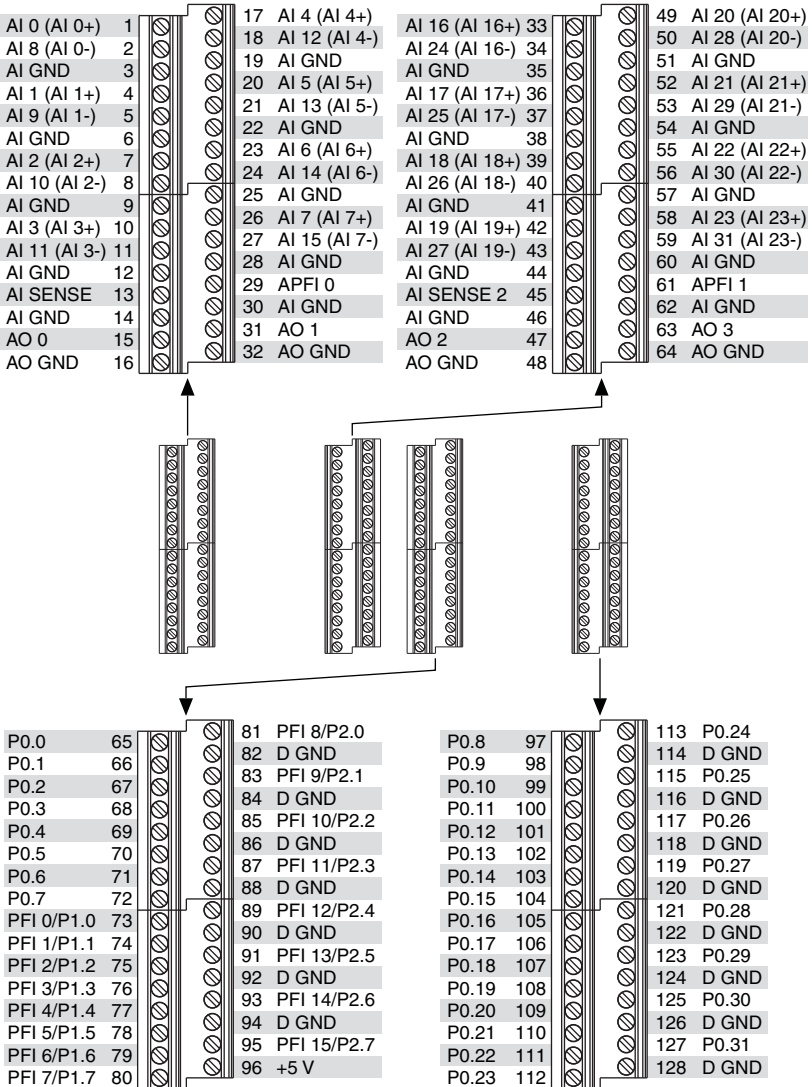 AI 0 (AI 0+) 1
AI 8 (AI 0-) 2
AI GND 3
AI 1 (AI 1+) 4
AI 9 (AI 1-) 5
AI GND 6
AI 2 (AI 2+) 7
AI 10 (AI 2-) 8
AI GND 9
AI 3 (AI 3+) 10
AI 11 (AI 3-) 11
AI GND 12
AI SENSE 13
AI GND 14
AO 0 15
AO GND 16
17 AI 4 (AI 4+)
18 AI 12 (AI 4-)
19 AI GND
20 AI 5 (AI 5+)
21 AI 13 (AI 5-)
22 AI GND
23 AI 6 (AI 6+)
24 AI 14 (AI 6-)
25 AI GND
26 AI 7 (AI 7+)
27 AI 15 (AI 7-)
28 AI GND
29 APFI 0
30 AI GND
31 AO 1
32 AO GND
AI 16 (AI 16+) 33
AI 24 (AI 16-) 34
AI GND 35
AI 17 (AI 17+) 36
AI 25 (AI 17-) 37
AI GND 38
AI 18 (AI 18+) 39
AI 26 (AI 18-) 40
AI GND 41
AI 19 (AI 19+) 42
AI 27 (AI 19-) 43
AI GND 44
AI SENSE 2 45
AI GND 46
AO 2 47
AO GND 48
49 AI 20 (AI 20+)
50 AI 28 (AI 20-)
51 AI GND
52 AI 21 (AI 21+)
53 AI 29 (AI 21-)
54 AI GND
55 AI 22 (AI 22+)
56 AI 30 (AI 22-)
57 AI GND
58 AI 23 (AI 23+)
59 AI 31 (AI 23-)
60 AI GND
61 APFI 1
62 AI GND
63 AO 3
64 AO GND
P0.0 65
P0.1 66
P0.2 67
P0.3 68
P0.4 69
P0.5 70
P0.6 71
P0.7 72
PFI 0/P1.0 73
PFI 1/P1.1 74
PFI 2/P1.2 75
PFI 3/P1.3 76
PFI 4/P1.4 77
PFI 5/P1.5 78
PFI 6/P1.6 79
PFI 7/P1.7 80
81 PFI 8/P2.0
82 D GND
83 PFI 9/P2.1
84 D GND
85 PFI 10/P2.2
86 D GND
87 PFI 11/P2.3
88 D GND
89 PFI 12/P2.4
90 D GND
91 PFI 13/P2.5
92 D GND
93 PFI 14/P2.6
94 D GND
95 PFI 15/P2.7
96 +5 V
P0.8 97
P0.9 98
P0.10 99
P0.11 100
P0.12 101
P0.13 102
P0.14 103
P0.15 104
P0.16 105
P0.17 106
P0.18 107
P0.19 108
P0.20 109
P0.21 110
P0.22 111
P0.23 112
113 P0.24
114 D GND
115 P0.25
116 D GND
117 P0.26
118 D GND
119 P0.27
120 D GND
121 P0.28
122 D GND
123 P0.29
124 D GND
125 P0.30
126 D GND
127 P0.31
128 D GND